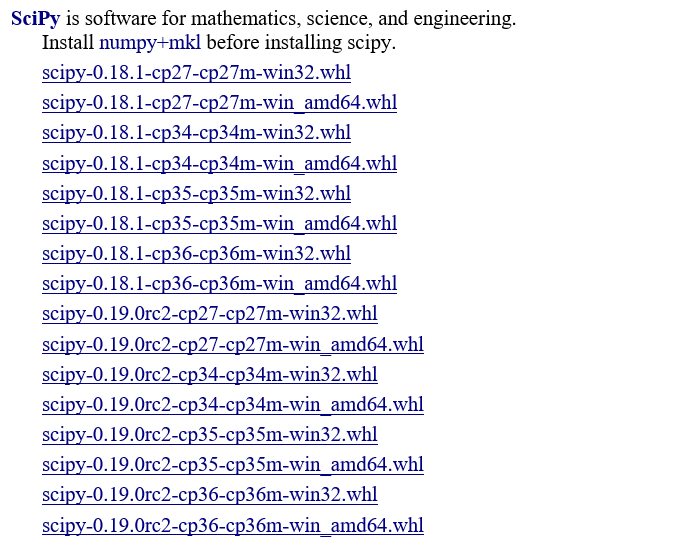 SciPy is software for mathematics, science, and engineering.
Install numpy+mkl before installing scipy.
scipy-0.18.1-cp27-cp27m-win32.whl
scipy-0.18.1-cp27-cp27m-win_amd64.whl
scipy-0.18.1-cp34-cp34m-win32.whl
scipy-0.18.1-cp34-cp34m-win_amd64.whl
scipy-0.18.1-cp35-cp35m-win32.whl
scipy-0.18.1-cp35-cp35m-win_amd64.whl
scipy-0.18.1-cp36-cp36m-win32.whl
scipy-0.18.1-cp36-cp36m-win_amd64.whl
scipy-0.19.0rc2-cp27-cp27m-win32.whl
scipy-0.19.0rc2-cp27-cp27m-win_amd64.whl
scipy-0.19.0rc2-cp34-cp34m-win32.whl
scipy-0.19.0rc2-cp34-cp34m-win_amd64.whl
scipy-0.19.0rc2-cp35-cp35m-win32.whl
scipy-0.19.0rc2-cp35-cp35m-win_amd64.whl
scipy-0.19.0rc2-cp36-cp36m-win32.whl
scipy-0.19.0rc2-cp36-cp36m-win_amd64.whl